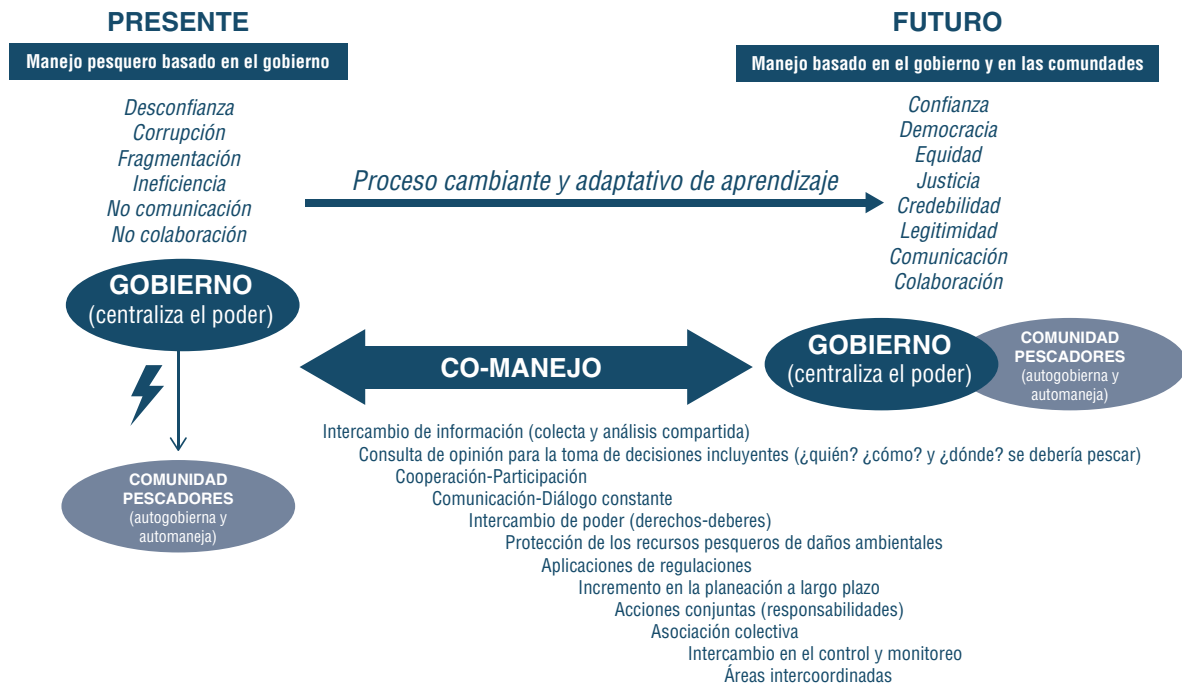 PRESENTE
Manejo pesquero basado en el gobierno
Desconfianza
Corrupción
Fragmentación
Ineficiencia
No comunicación
No colaboración
GOBIERNO
(centraliza el poder)
COMUNIDAD
PESCADORES
(autogobierna y
automaneja)
Proceso cambiante y adaptativo de aprendizaje
FUTURO
Manejo basado en el gobierno y en las comundades
Confianza
Democracia
Equidad
Justicia
Credibilidad
Legitimidad
Comunicación
Colaboración
GOBIERNO
(centraliza el poder)
COMUNIDAD
PESCADORES
(autogobierna y
automaneja)
CO-MANEJO
Intercambio de información (colecta y análisis compartida)
Consulta de opinión para la toma de decisiones incluyentes (¿quién? ¿cómo? y ¿dónde? se debería pescar)
Cooperación-Participación
Comunicación-Diálogo constante
Intercambio de poder (derechos-deberes)
Protección de los recursos pesqueros de daños ambientales
Aplicaciones de regulaciones
Incremento en la planeación a largo plazo
Acciones conjuntas (responsabilidades)
Asociación colectiva
Intercambio en el control y monitoreo
Áreas intercoordinadas